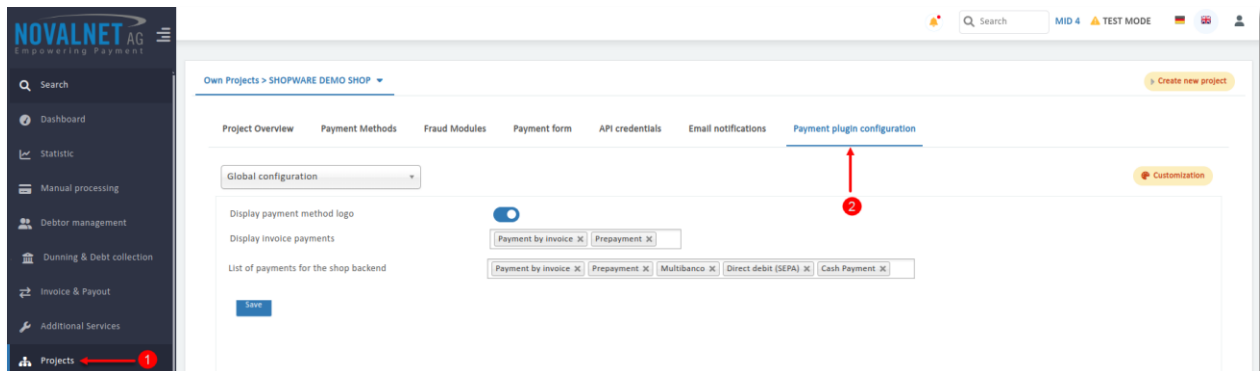 NOVALNET AG
Empowering Payment
Search
MID 4
TEST MODE
Search
Dashboard
Statistic
Manual processing
Debtor management
Dunning & Debt collection
Invoice & Payout
Additional Services
Projects
1
Own Projects > SHOPWARE DEMO SHOP
Create new project
Project Overview
Payment Methods
Fraud Modules
Payment form
API credentials
Email notifications
Payment plugin configuration
2
Global configuration
Customization
Display payment method logo
Display invoice payments
Payment by invoice
Prepayment
List of payments for the shop backend
Payment by invoice
Prepayment
Multibanco
Direct debit (SEPA)
Cash Payment
Save